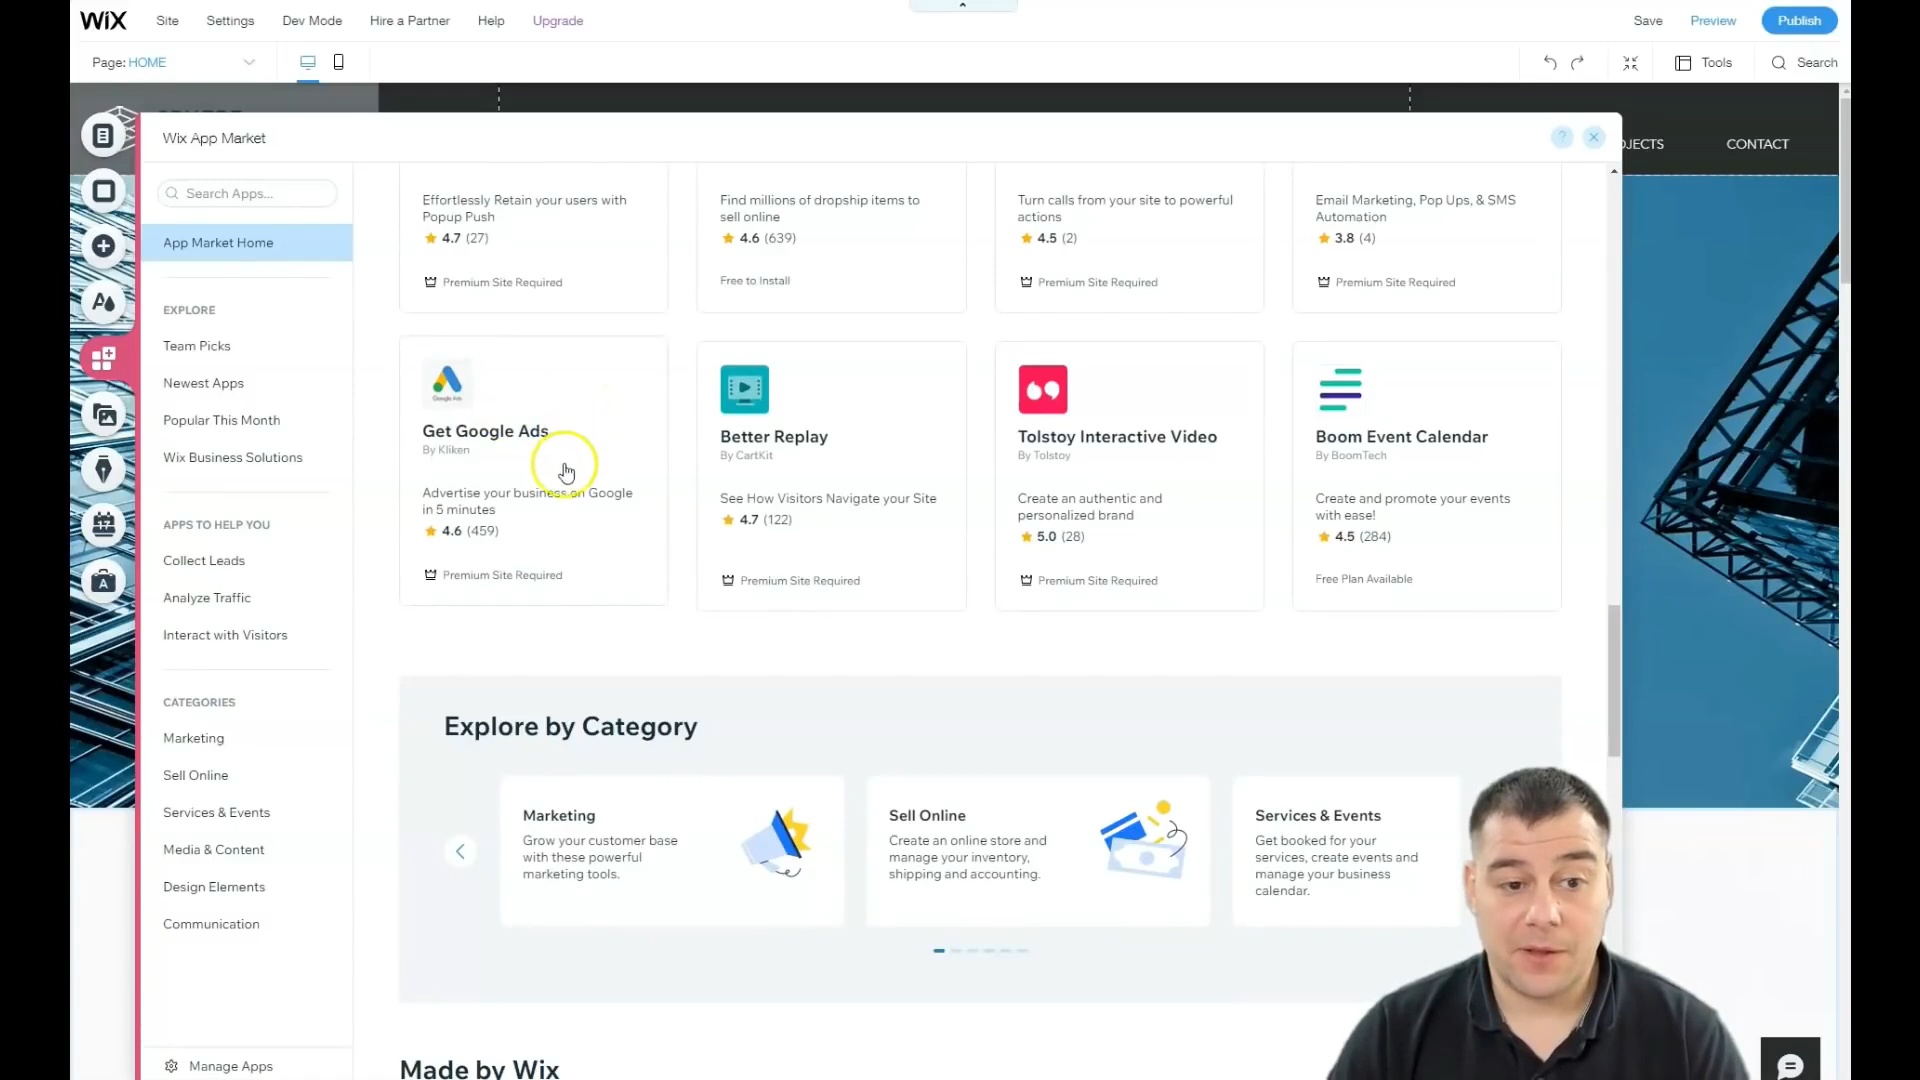 WiX
Site
Settings
Dev Mode
Hire a Partner
Help
Upgrade
Save
Preview
Publish
Page: HOME
Tools
Search
Wix App Market
?
CONTACT
Search Apps...
App Market Home
EXPLORE
Team Picks
Newest Apps
Popular This Month
Wix Business Solutions
APPS TO HELP YOU
Collect Leads
Analyze Traffic
Interact with Visitors
CATEGORIES
Marketing
Sell Online
Services & Events
Media & Content
Design Elements
Communication
Manage Apps
17
A
Effortlessly Retain your users with
Popup Push
4.7 (27)
Premium Site Required
Find millions of dropship items to
sell online
4.6 (639)
Free to Install
Turn calls from your site to powerful
actions
4.5 (2)
Premium Site Required
Email Marketing, Pop Ups, & SMS
Automation
3.8 (4)
Premium Site Required
Google Ads
Get Google Ads
By Kliken
Advertise your business on Google
in 5 minutes
4.6 (459)
Premium Site Required
Better Replay
By CartKit
See How Visitors Navigate your Site
4.7 (122)
Premium Site Required
Tolstoy Interactive Video
By Tolstoy
Create an authentic and
personalized brand
5.0 (28)
Premium Site Required
Boom Event Calendar
By BoomTech
Create and promote your events
with ease!
4.5 (284)
Free Plan Available
Explore by Category
Marketing
Grow your customer base
with these powerful
marketing tools.
Sell Online
Create an online store and
manage your inventory,
shipping and accounting.
Services & Events
Get booked for your
services, create events and
manage your business
calendar.
Made by Wix